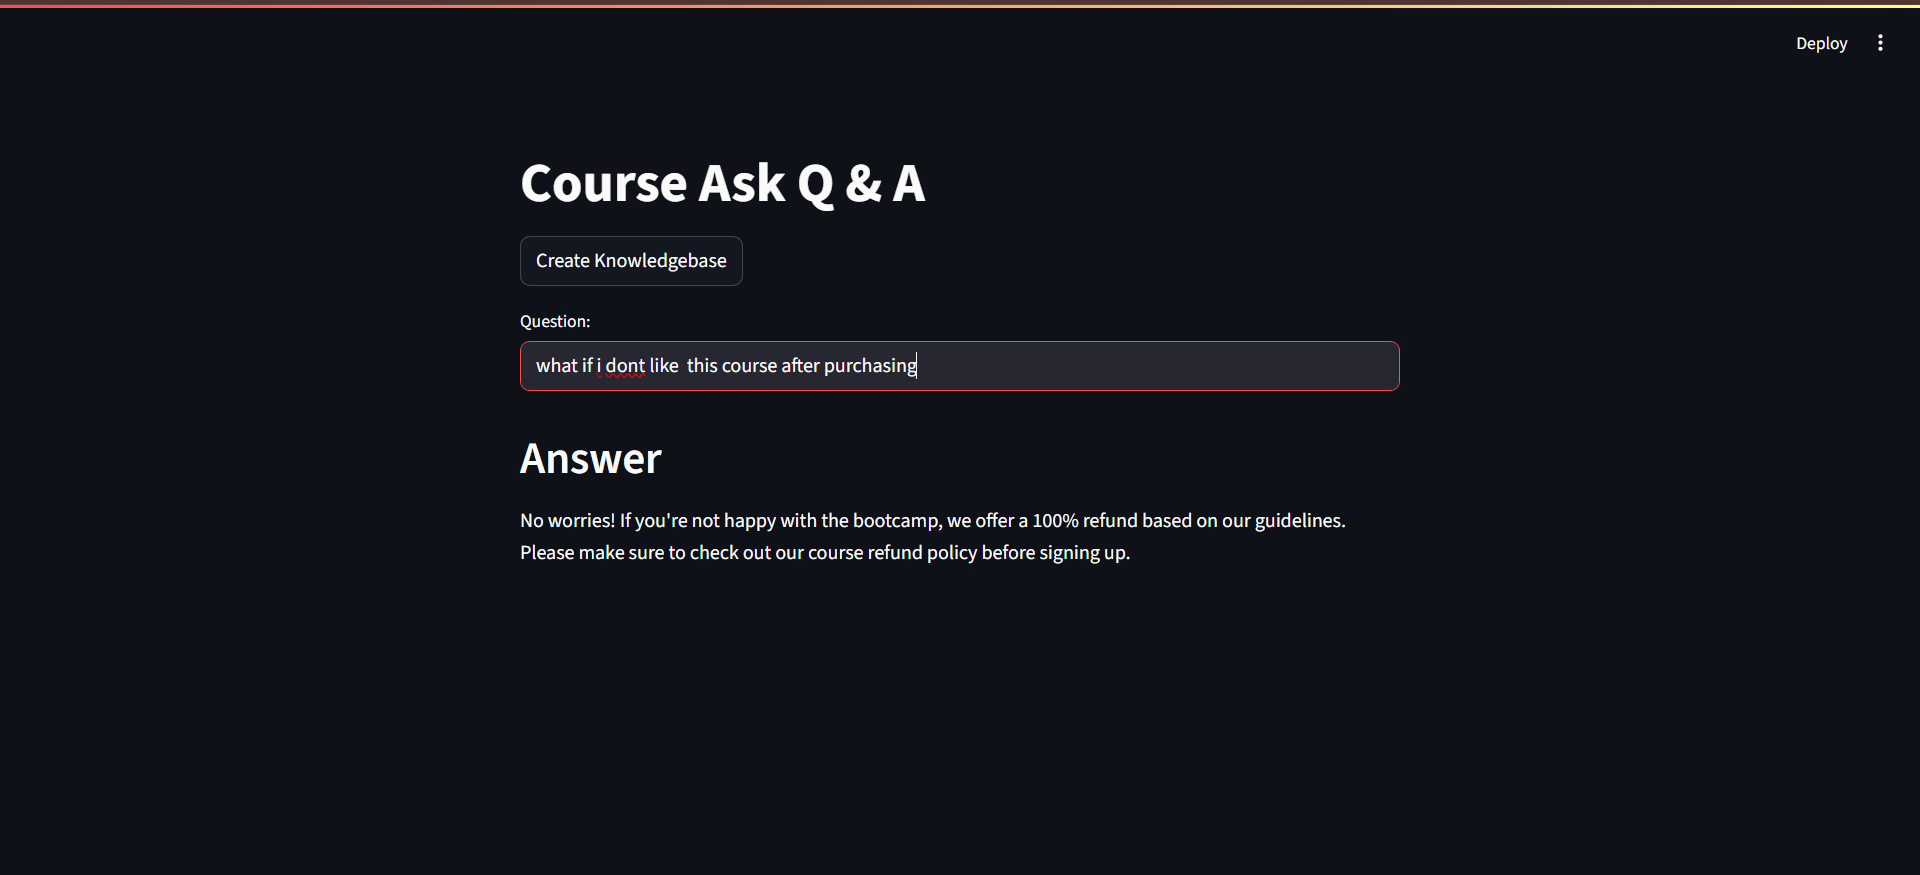 Deploy
Course Ask Q & A
Create Knowledgebase
Question:
what if i dont like  this course after purchasing
Answer
No worries! If you're not happy with the bootcamp, we offer a 100% refund based on our guidelines.
Please make sure to check out our course refund policy before signing up.